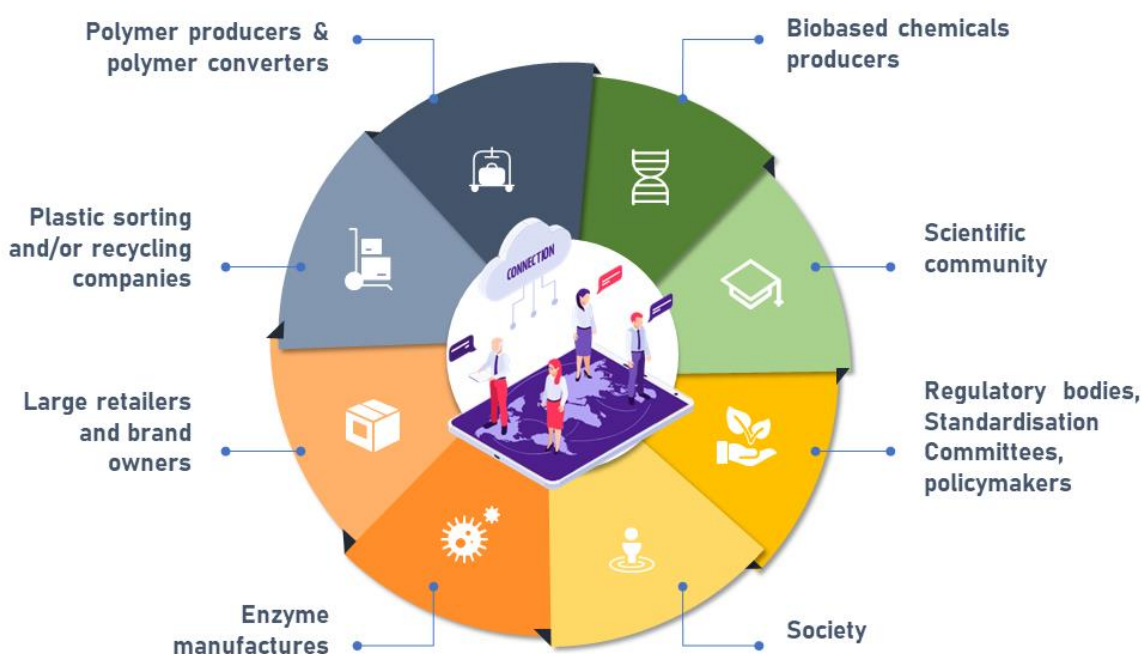 Polymer producers &
polymer converters
Biobased chemicals
producers
Plastic sorting
and/or recycling
companies
Scientific
community
CONNECTION
Large retailers
and brand
owners
Regulatory bodies,
Standardisation
Committees,
policymakers
Enzyme
manufactures
Society